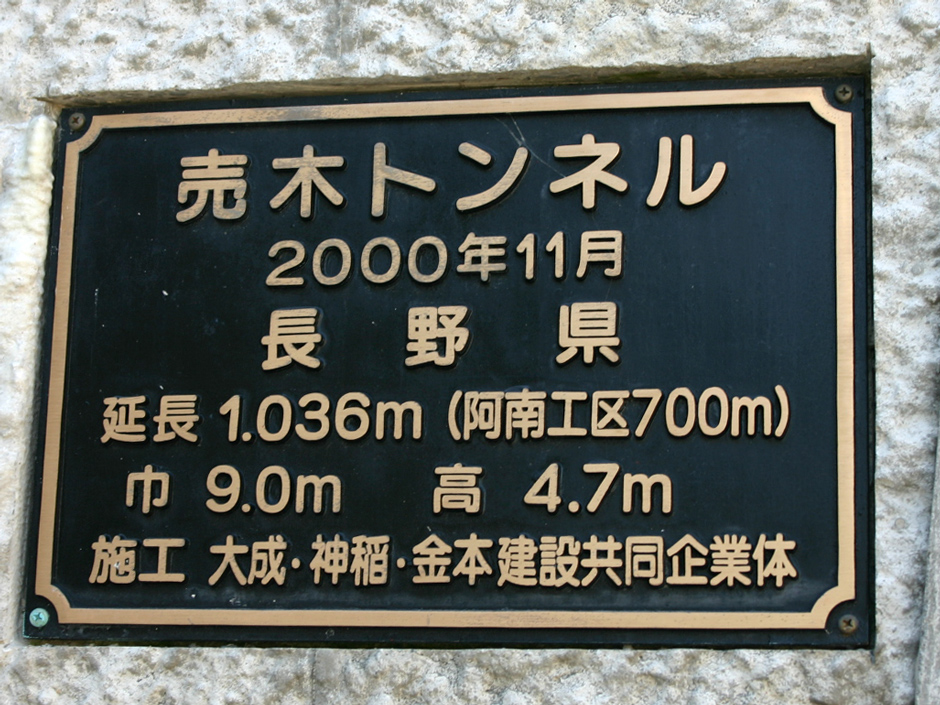 売木トンネル
2000年11月
長野県
延長 1.036m (阿南工区700m)
巾 9.0m 高 4.7m
施工 大成・神稲・金本建設共同企業体